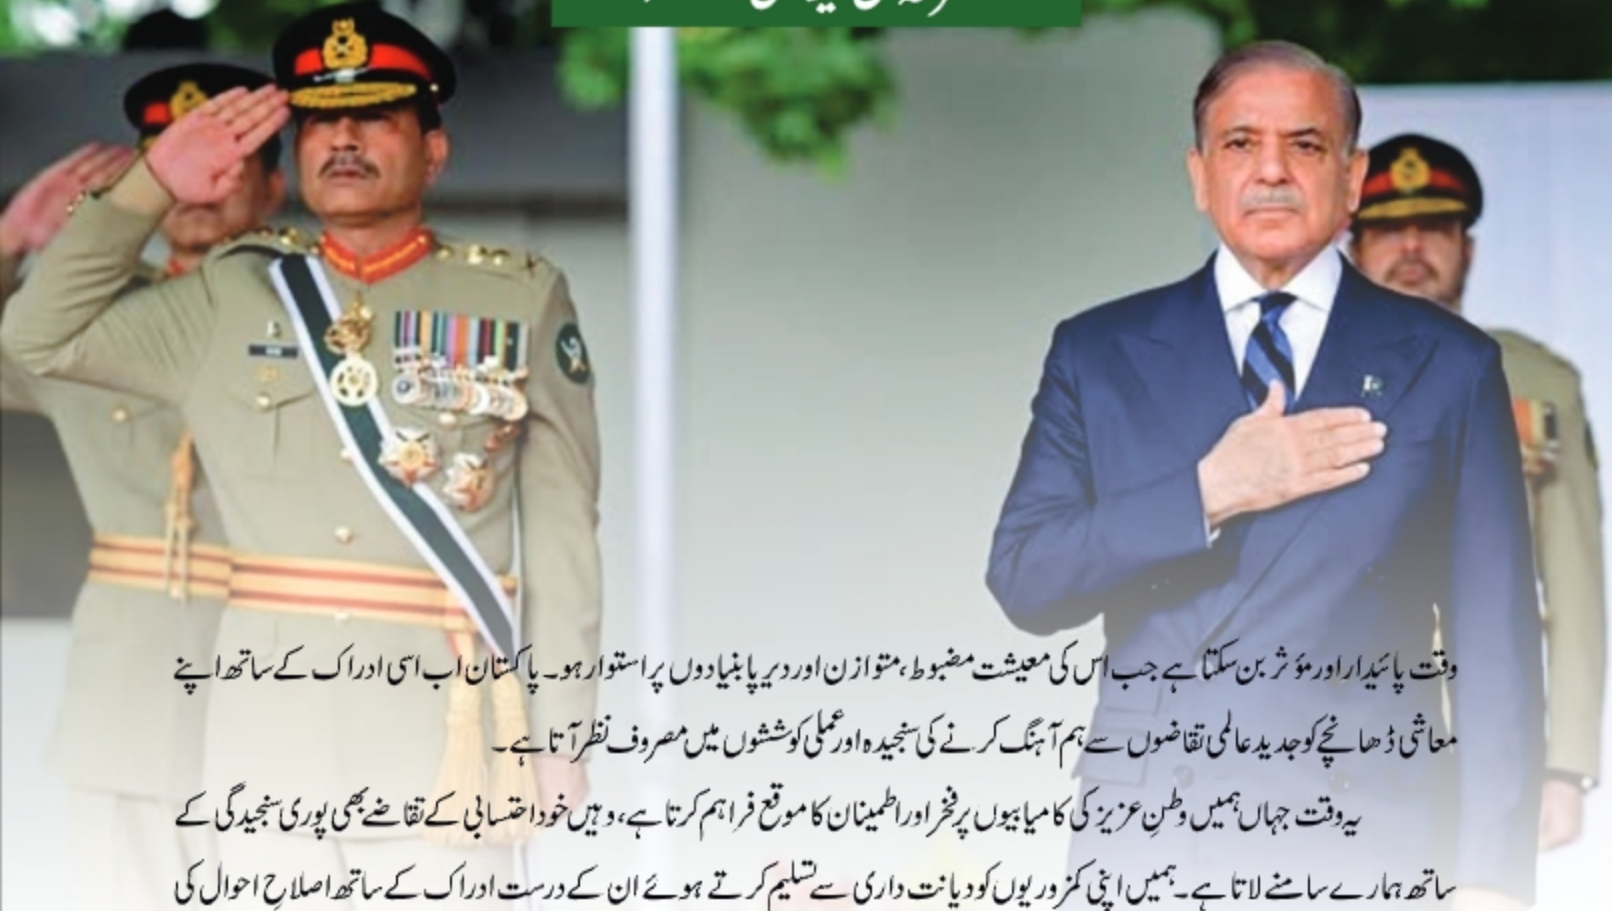 وقت پائیدار اور مؤثر بن سکتا ہے جب اس کی معیشت مضبوط، متوازن اور دیرپا بنیادوں پر استوار ہو۔ پاکستان اب اسی ادراک کے ساتھ اپنے
معاشی ڈھانچے کو جدید عالمی تقاضوں سے ہم آہنگ کرنے کی سنجیدہ اور عملی کوششوں میں مصروف نظر آتا ہے۔
یہ وقت جہاں ہمیں وطنِ عزیز کی کامیابیوں پر فخر اور اطمینان کا موقع فراہم کرتا ہے، وہیں خود احتسابی کے تقاضے بھی پوری سنجیدگی کے
ساتھ ہمارے سامنے لاتا ہے۔ ہمیں اپنی کمزوریوں کو دیانت داری سے تسلیم کرتے ہوئے ان کے درست ادراک کے ساتھ اصلاحِ احوال کی